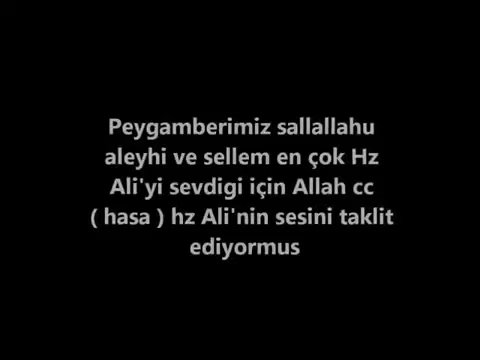 Peygamberimiz sallallahu
aleyhi ve sellem en çok Hz
Ali'yi sevdigi için Allah cc
( hasa ) hz Ali'nin sesini taklit
ediyormus